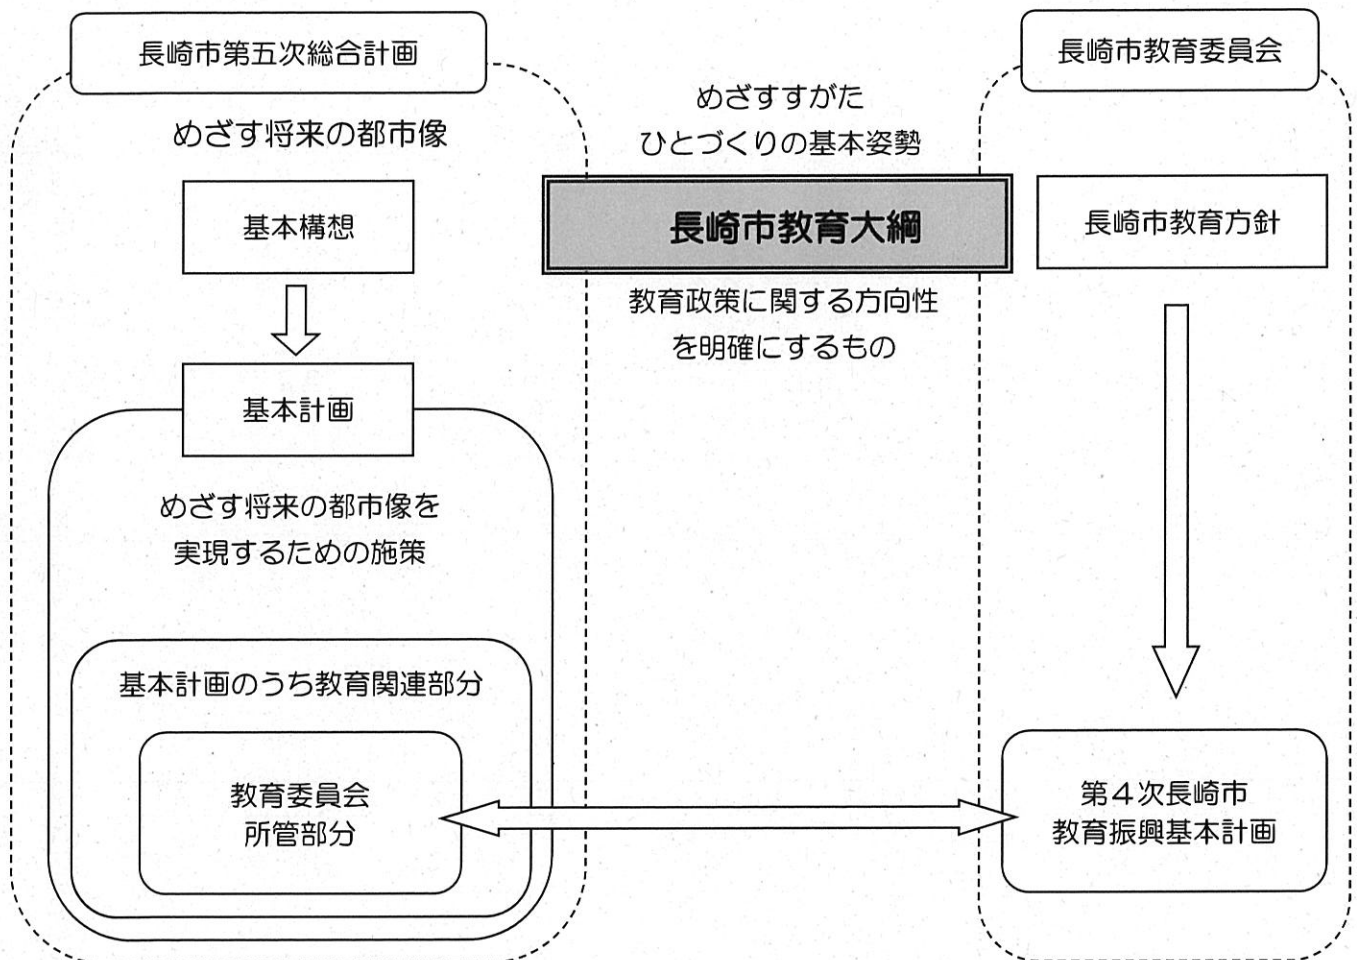 長崎市第五次総合計画
めざす将来の都市像
基本構想
基本計画
めざす将来の都市像を
実現するための施策
基本計画のうち教育関連部分
教育委員会
所管部分
めざすすがた
ひとづくりの基本姿勢
長崎市教育大綱
教育政策に関する方向性
を明確にするもの
長崎市教育委員会
長崎市教育方針
第4次長崎市
教育振興基本計画